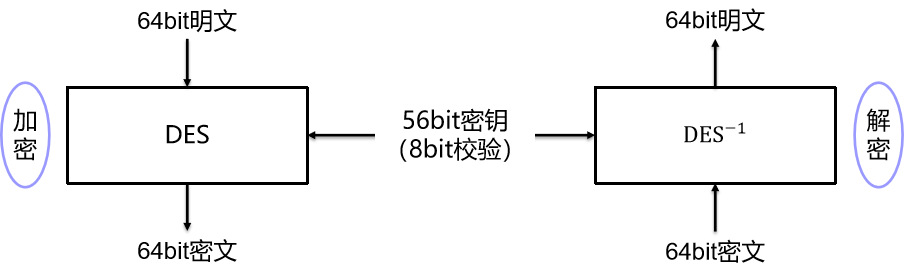 64bit明文
64bit明文
加
密
DES
56bit密钥
(8bit校验)
DES⁻¹
解
密
64bit密文
64bit密文